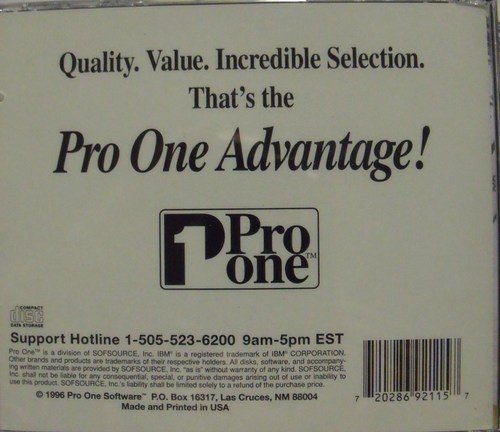 Quality. Value. Incredible Selection.
That's the
Pro One Advantage!
1 Pro
one™
COMPACT
disc
DATA STORAGE
Support Hotline 1-505-523-6200 9am-5pm EST
Pro One™ is a division of SOFSOURCE, Inc. IBM® is a registered trademark of IBM® CORPORATION.
Other brands and products are trademarks of their respective holders. All disks, software, and accompany-
ing written materials are provided by SOFSOURCE, Inc. "as is" without warranty of any kind. SOFSOURCE,
Inc. shall not be liable for any consequential, special, or punitive damages arising out of use or inability to
use this product. SOFSOURCE, Inc.'s liability shall be limited solely to a refund of the purchase price.
© 1996 Pro One Software™ P.O. Box 16317, Las Cruces, NM 88004
Made and Printed in USA
7 20286 92115 7